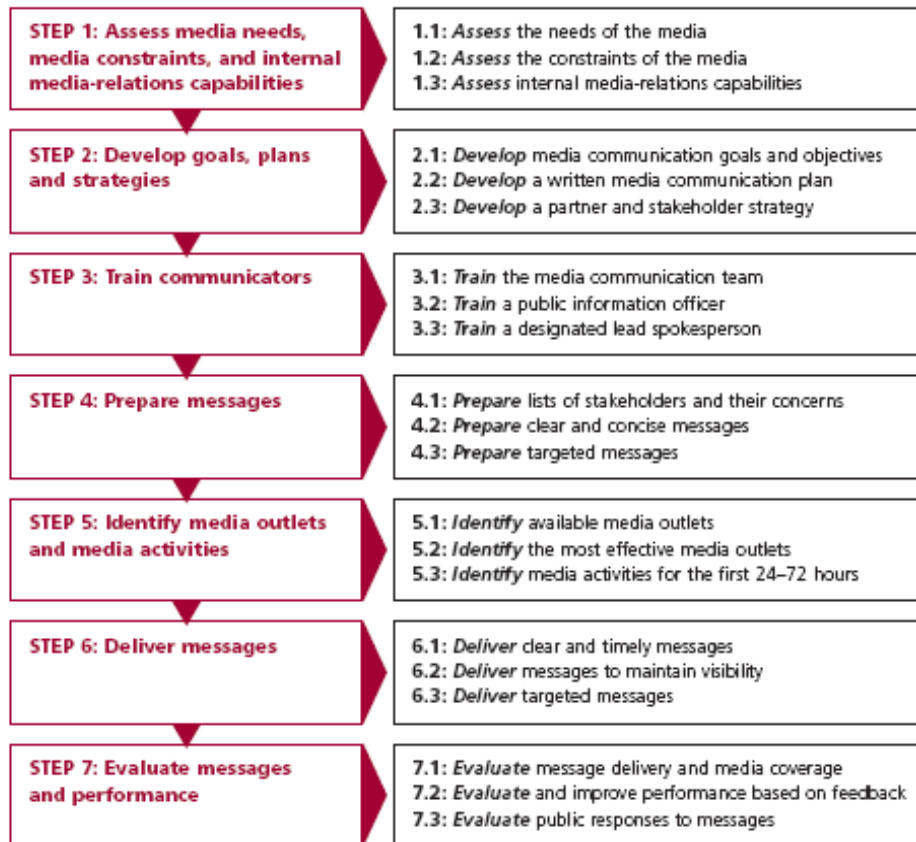 STEP 1: Assess media needs,
media constraints, and internal
media-relations capabilities
1.1: Assess the needs of the media
1.2: Assess the constraints of the media
1.3: Assess internal media-relations capabilities
STEP 2: Develop goals, plans
and strategies
2.1: Develop media communication goals and objectives
2.2: Develop a written media communication plan
2.3: Develop a partner and stakeholder strategy
STEP 3: Train communicators
3.1: Train the media communication team
3.2: Train a public information officer
3.3: Train a designated lead spokesperson
STEP 4: Prepare messages
4.1: Prepare lists of stakeholders and their concerns
4.2: Prepare clear and concise messages
4.3: Prepare targeted messages
STEP 5: Identify media outlets
and media activities
5.1: Identify available media outlets
5.2: Identify the most effective media outlets
5.3: Identify media activities for the first 24–72 hours
STEP 6: Deliver messages
6.1: Deliver clear and timely messages
6.2: Deliver messages to maintain visibility
6.3: Deliver targeted messages
STEP 7: Evaluate messages
and performance
7.1: Evaluate message delivery and media coverage
7.2: Evaluate and improve performance based on feedback
7.3: Evaluate public responses to messages